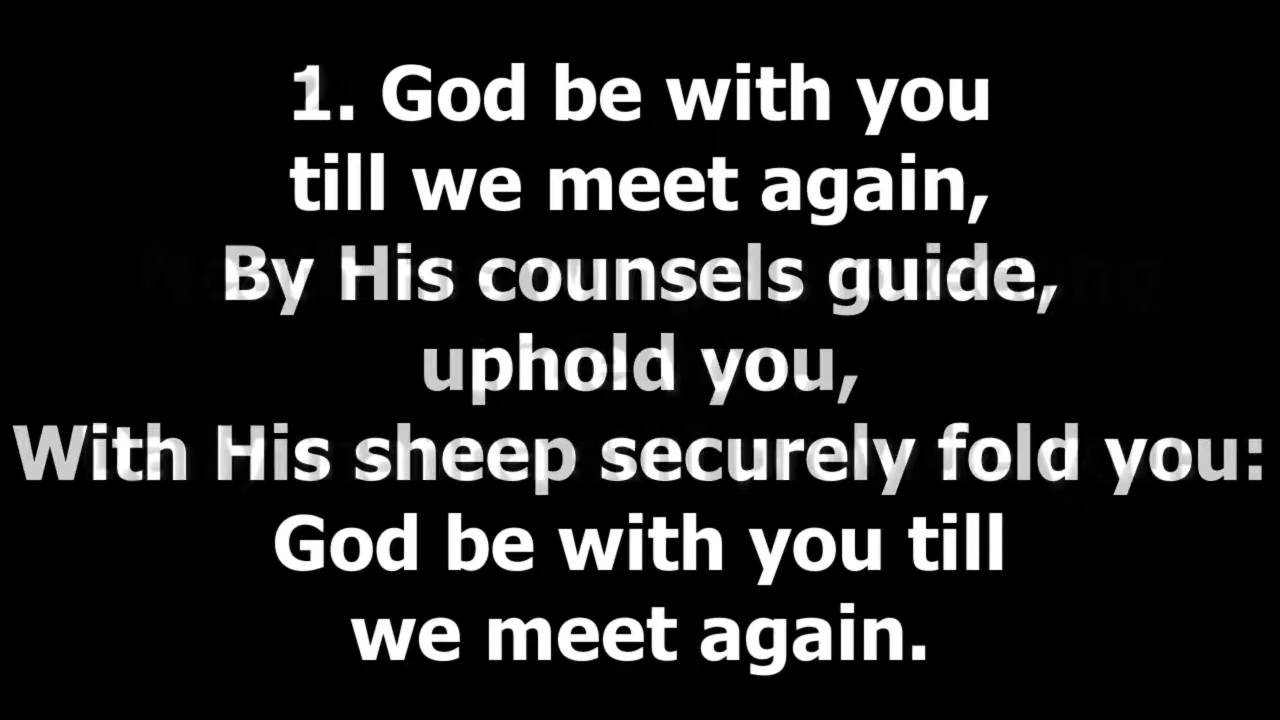 1. God be with you
till we meet again,
By His counsels guide,
uphold you,
With His sheep securely fold you:
God be with you till
we meet again.